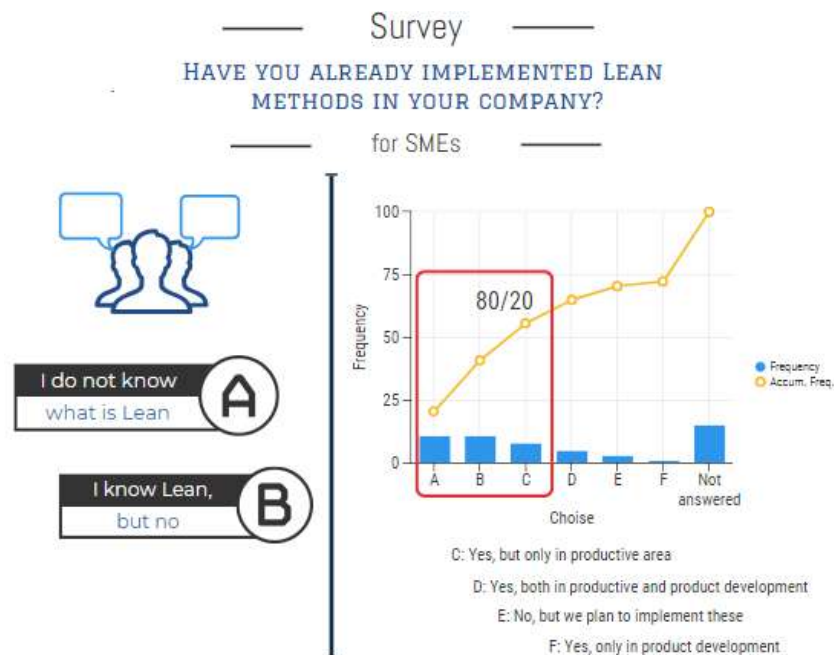 Survey
HAVE YOU ALREADY IMPLEMENTED LEAN
METHODS IN YOUR COMPANY?
for SMEs
I do not know
what is Lean
A
I know Lean,
but no
B
100
75
50
25
0
Frequency
80/20
A B C D E F Not
answered
Choise
Frequency
Accum. Freq.
C: Yes, but only in productive area
D: Yes, both in productive and product development
E: No, but we plan to implement these
F: Yes, only in product development